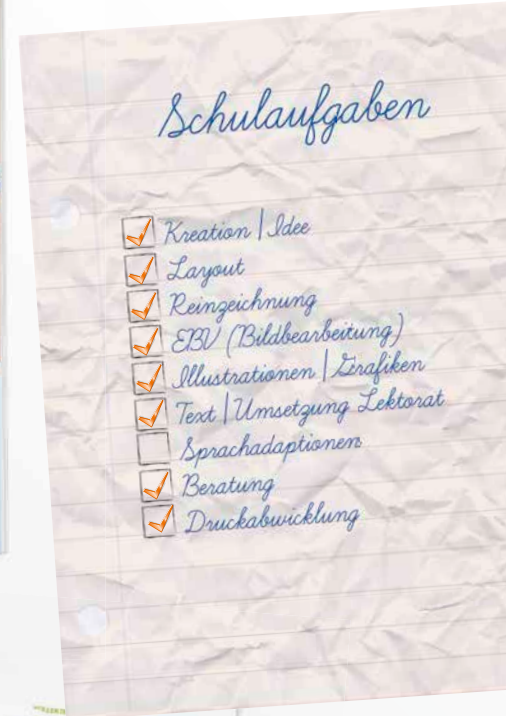 Schulaufgaben
Kreation | Idee
Layout
Reinzeichnung
EBV (Bildbearbeitung)
Illustrationen | Grafiken
Text | Umsetzung Lektorat
Sprachadaptionen
Beratung
Druckabwicklung